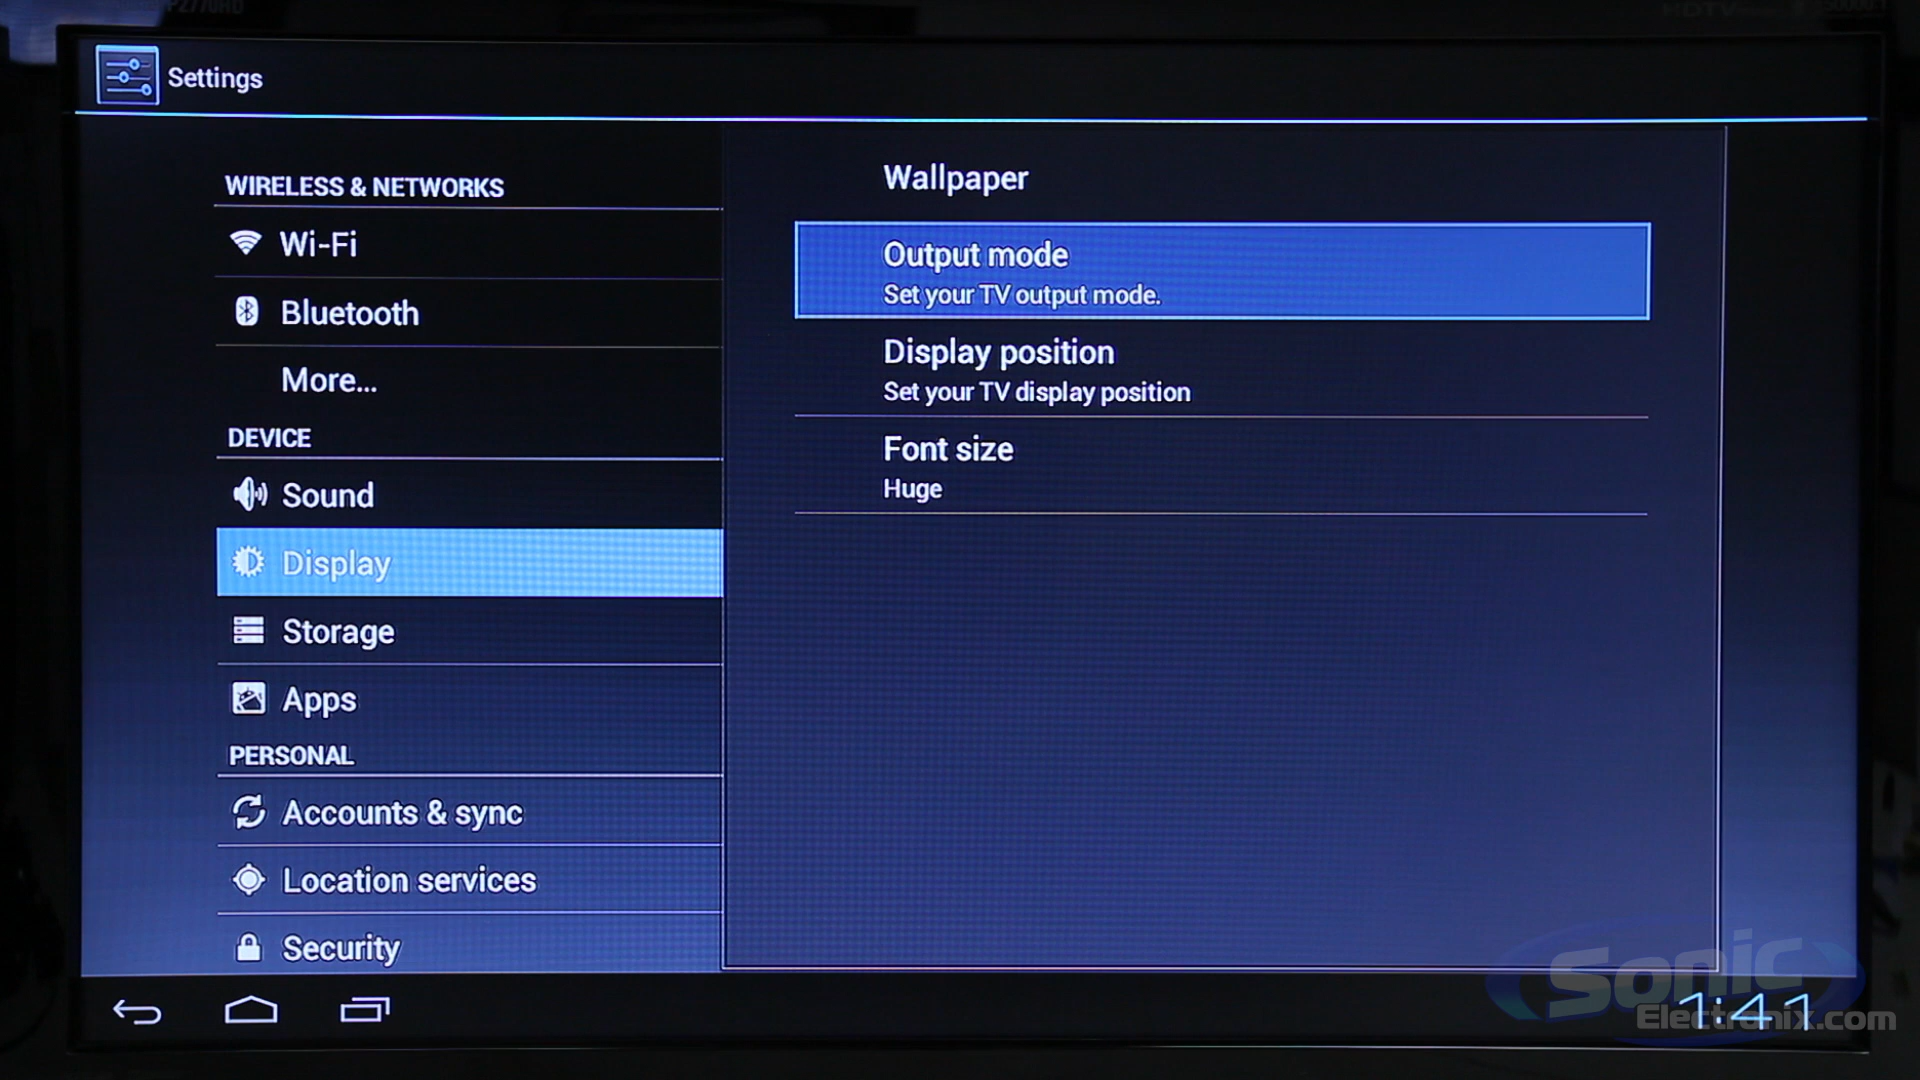 Settings
WIRELESS & NETWORKS
Wi-Fi
Bluetooth
More...
DEVICE
Sound
Display
Storage
Apps
PERSONAL
Accounts & sync
Location services
Security
Wallpaper
Output mode
Set your TV output mode.
Display position
Set your TV display position
Font size
Huge
1:41
Sonic
Electronix.com
HDTV